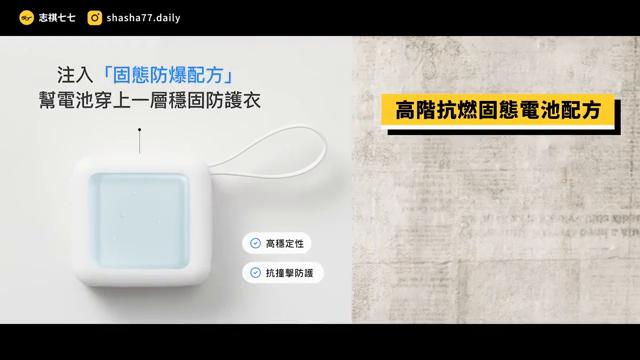 志祺七七
shasha77.daily
注入「固態防爆配方」
幫電池穿上一層穩固防護衣
高穩定性
抗撞擊防護
高階抗燃固態電池配方